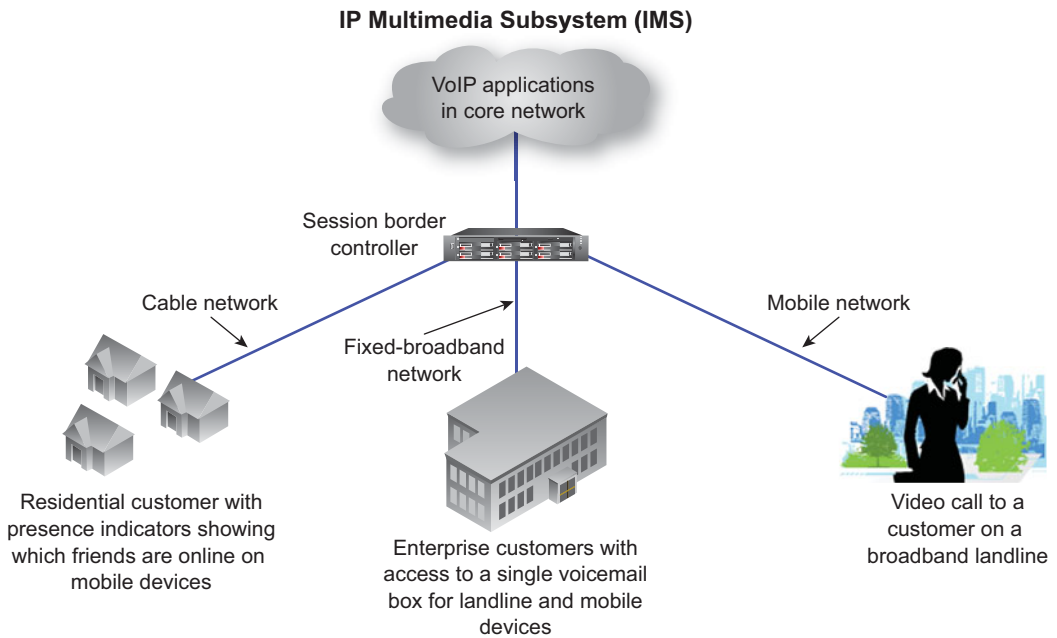 IP Multimedia Subsystem (IMS)
VoIP applications
in core network
Session border
controller
Cable network
Mobile network
Fixed-broadband
network
Residential customer with
presence indicators showing
which friends are online on
mobile devices
Enterprise customers with
access to a single voicemail
box for landline and mobile
devices
Video call to a
customer on a
broadband landline